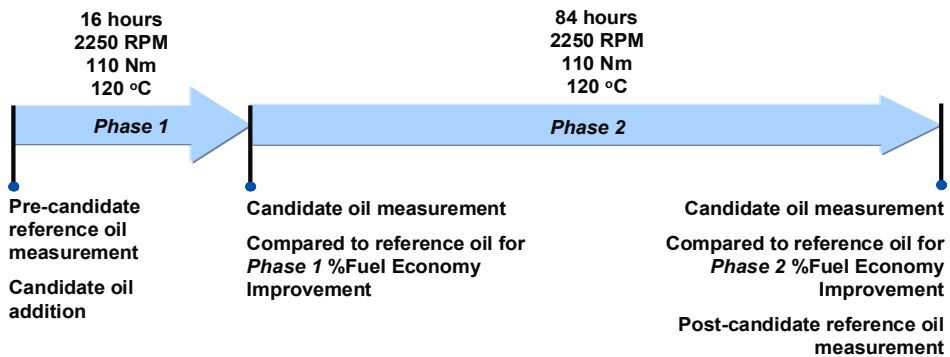 16 hours
2250 RPM
110 Nm
120 °C
84 hours
2250 RPM
110 Nm
120 °C
Phase 1
Phase 2
Pre-candidate
reference oil
measurement
Candidate oil
addition
Candidate oil measurement
Compared to reference oil for
Phase 1 %Fuel Economy
Improvement
Candidate oil measurement
Compared to reference oil for
Phase 2 %Fuel Economy
Improvement
Post-candidate reference oil
measurement